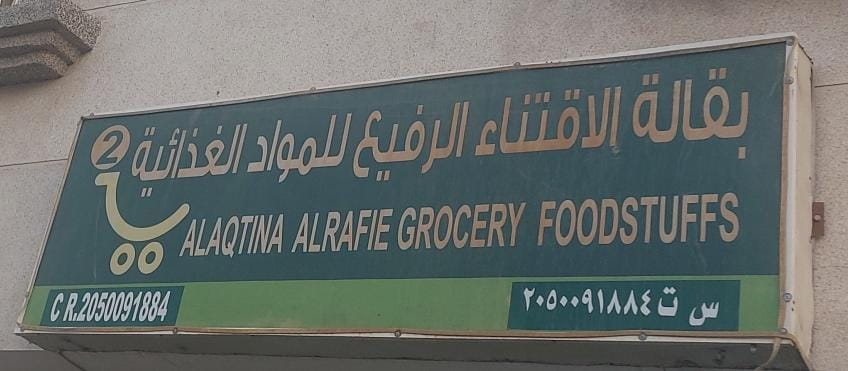 بقالة الاقتناء الرفيع للمواد الغذائية
2
ALAQTINA ALRAFIE GROCERY FOODSTUFFS
C R.2050091884
س ت ٢٠٥٠٠٩١٨٨٤